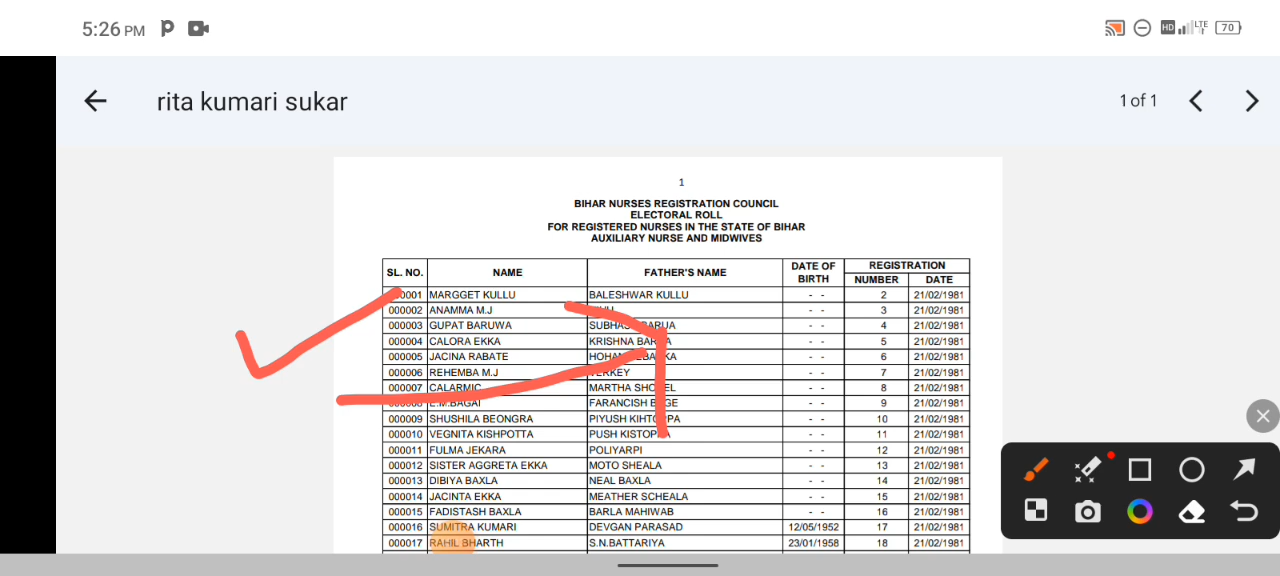 5:26 PM
HD LTE 70
rita kumari sukar
1 of 1
1
BIHAR NURSES REGISTRATION COUNCIL
ELECTORAL ROLL
FOR REGISTERED NURSES IN THE STATE OF BIHAR
AUXILIARY NURSE AND MIDWIVES
SL. NO. NAME FATHER'S NAME DATE OF BIRTH REGISTRATION NUMBER DATE
MARGGET KULLU BALESHWAR KULLU - - 2 21/02/1981
000002 ANAMMA M.J - - 3 21/02/1981
000003 GUPAT BARUWA - - 4 21/02/1981
000004 CALORA EKKA KRISHNA - - 5 21/02/1981
000005 JACINA RABATE - - 6 21/02/1981
000006 REHEMBA M.J - - 7 21/02/1981
000007 CALARMIC MARTHA - - 8 21/02/1981
FARANCISH - - 9 21/02/1981
000009 SHUSHILA BEONGRA PIYUSH - - 10 21/02/1981
000010 VEGNITA KISHPOTTA PUSH - - 11 21/02/1981
000011 FULMA JEKARA POLIYARPI - - 12 21/02/1981
000012 SISTER AGGRETA EKKA MOTO SHEALA - - 13 21/02/1981
000013 DIBIYA BAXLA NEAL BAXLA - - 14 21/02/1981
000014 JACINTA EKKA MEATHER SCHEALA - - 15 21/02/1981
000015 FADISTASH BAXLA BARLA MAHIWAB - - 16 21/02/1981
000016 SUMITRA KUMARI DEVGAN PARASAD 12/05/1952 17 21/02/1981
000017 RAHIL BHARTH S.N.BATTARIYA 23/01/1958 18 21/02/1981